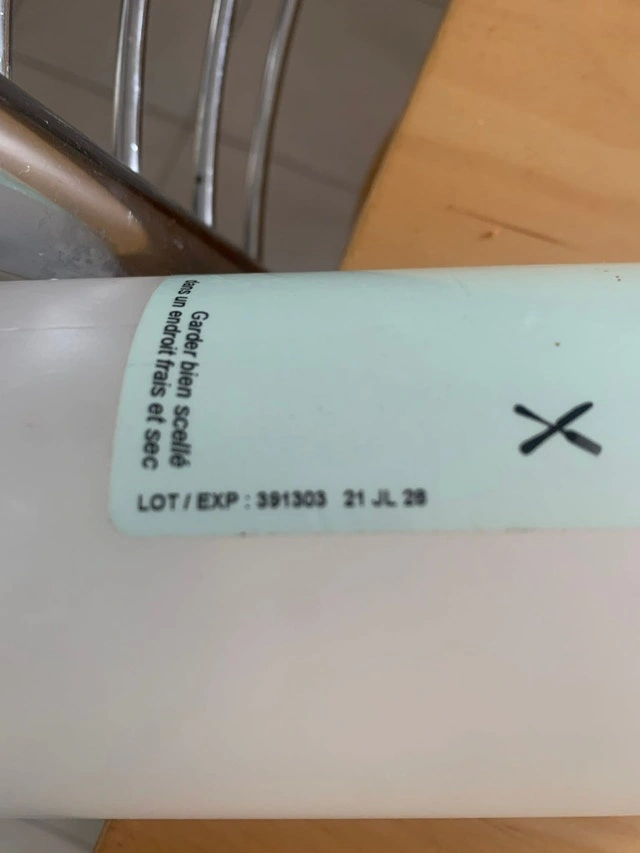 Garder bien scellé
dans un endroit frais et sec
LOT / EXP : 391303 21 JL 28